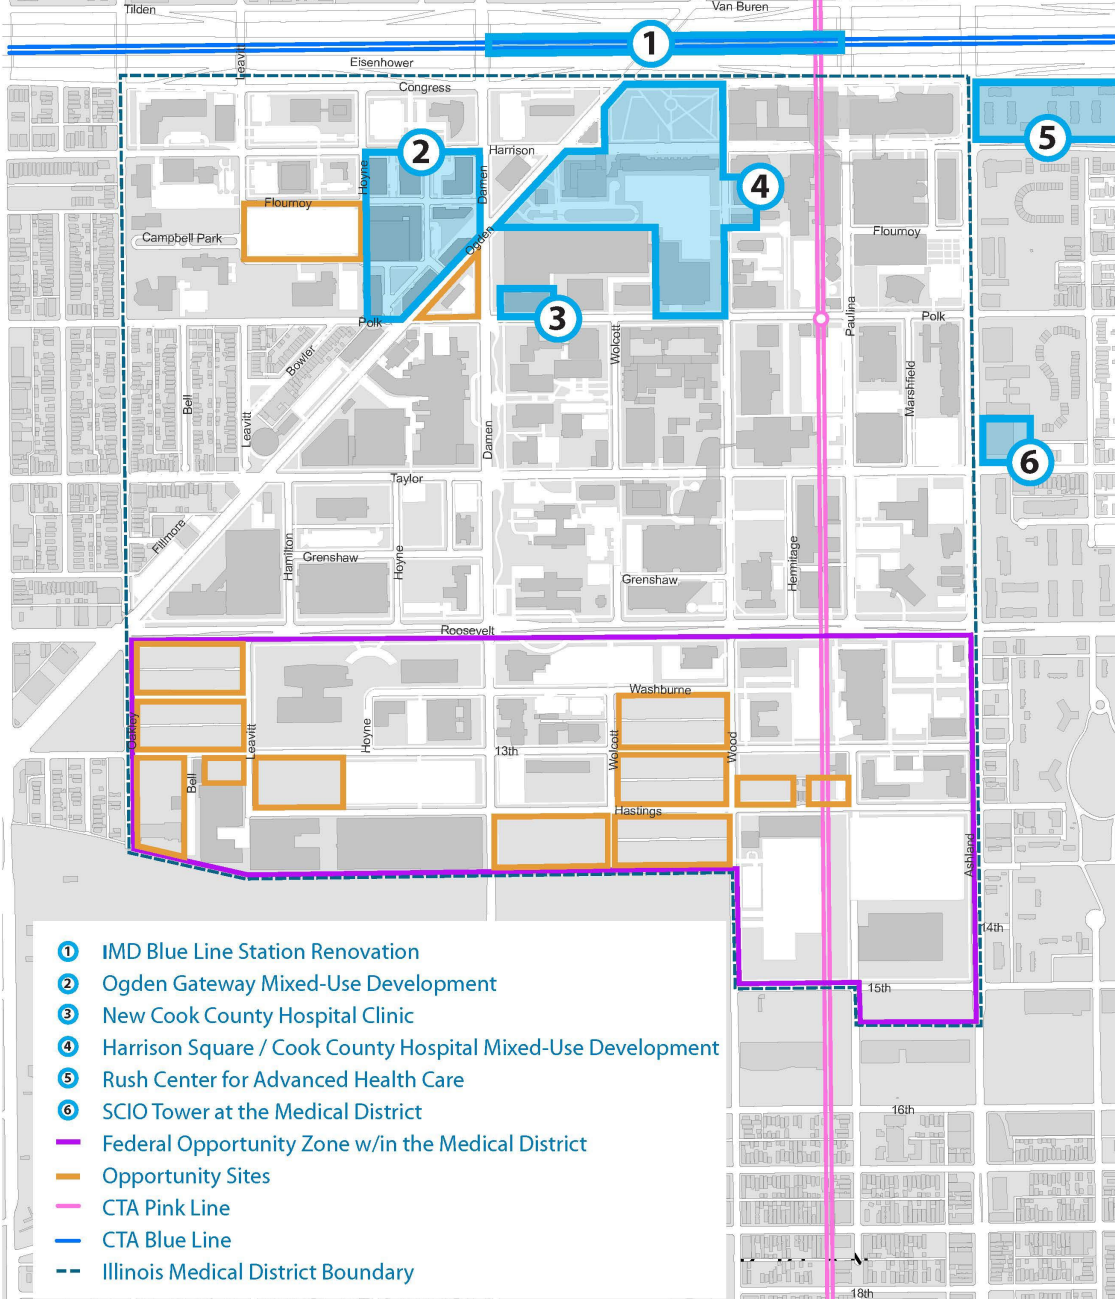 Tilden
Van Buren
1
Leavitt
Eisenhower
Congress
5
2
Harrison
Hoyne
Damen
4
Flournoy
Campbell Park
Ogden
Flournoy
3
Polk
Paulina
Polk
Bowler
Wolcott
Marshfield
Bell
Leavitt
Damen
6
Taylor
Fillmore
Hamilton
Grenshaw
Hoyne
Hermitage
Grenshaw
Roosevelt
Washburne
Oakley
Leavitt
Hoyne
13th
Wolcott
Wood
Bell
Hastings
Ashland
14th
15th
1 IMD Blue Line Station Renovation
2 Ogden Gateway Mixed-Use Development
3 New Cook County Hospital Clinic
4 Harrison Square / Cook County Hospital Mixed-Use Development
5 Rush Center for Advanced Health Care
6 SCIO Tower at the Medical District
Federal Opportunity Zone w/in the Medical District
Opportunity Sites
CTA Pink Line
CTA Blue Line
Illinois Medical District Boundary
16th
18th